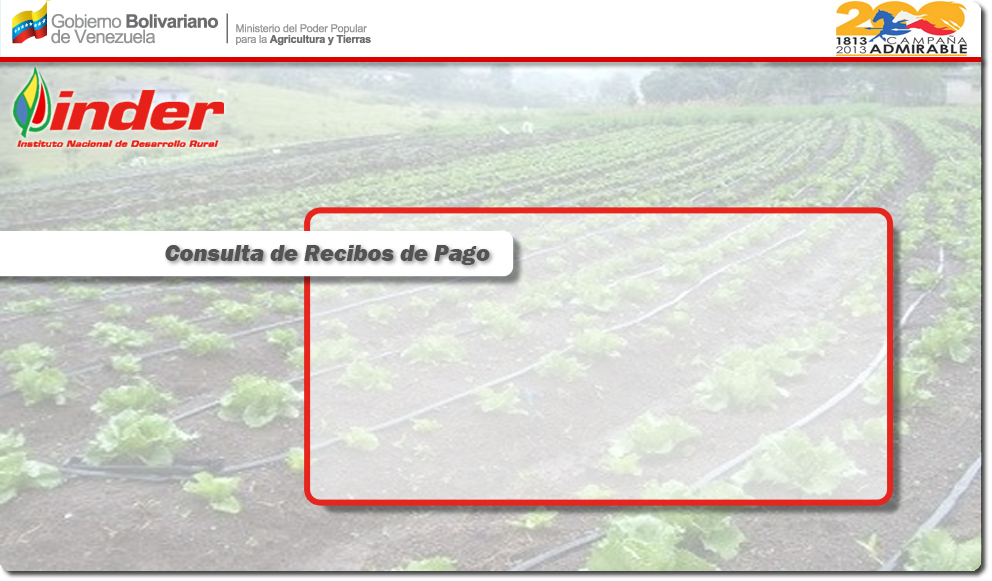 Gobierno Bolivariano
de Venezuela
Ministerio del Poder Popular
para la Agricultura y Tierras
200
1813 CAMPAÑA
2013 ADMIRABLE
inder
Instituto Nacional de Desarrollo Rural
Consulta de Recibos de Pago